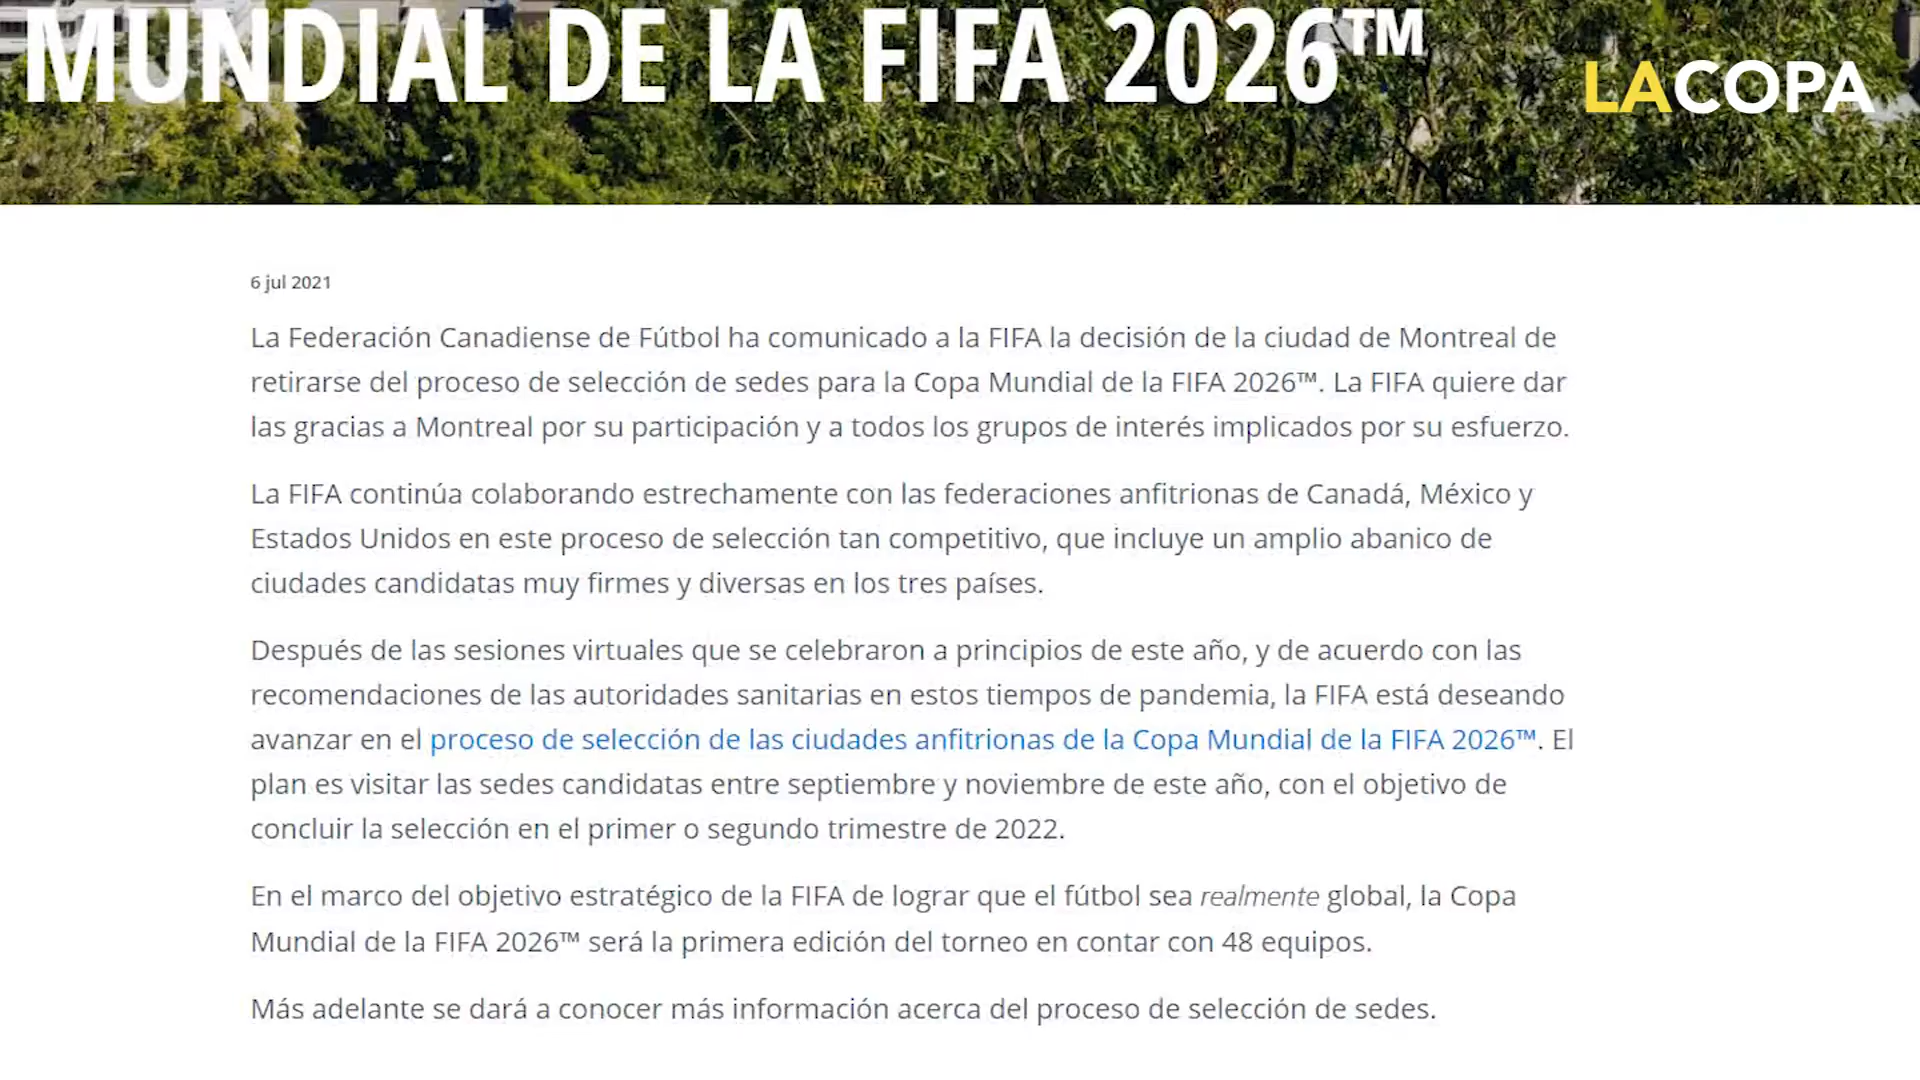 MUNDIAL DE LA FIFA 2026™
LACOPA
6 jul 2021
La Federación Canadiense de Fútbol ha comunicado a la FIFA la decisión de la ciudad de Montreal de
retirarse del proceso de selección de sedes para la Copa Mundial de la FIFA 2026™. La FIFA quiere dar
las gracias a Montreal por su participación y a todos los grupos de interés implicados por su esfuerzo.
La FIFA continúa colaborando estrechamente con las federaciones anfitrionas de Canadá, México y
Estados Unidos en este proceso de selección tan competitivo, que incluye un amplio abanico de
ciudades candidatas muy firmes y diversas en los tres países.
Después de las sesiones virtuales que se celebraron a principios de este año, y de acuerdo con las
recomendaciones de las autoridades sanitarias en estos tiempos de pandemia, la FIFA está deseando
avanzar en el proceso de selección de las ciudades anfitrionas de la Copa Mundial de la FIFA 2026™. El
plan es visitar las sedes candidatas entre septiembre y noviembre de este año, con el objetivo de
concluir la selección en el primer o segundo trimestre de 2022.
En el marco del objetivo estratégico de la FIFA de lograr que el fútbol sea realmente global, la Copa
Mundial de la FIFA 2026™ será la primera edición del torneo en contar con 48 equipos.
Más adelante se dará a conocer más información acerca del proceso de selección de sedes.